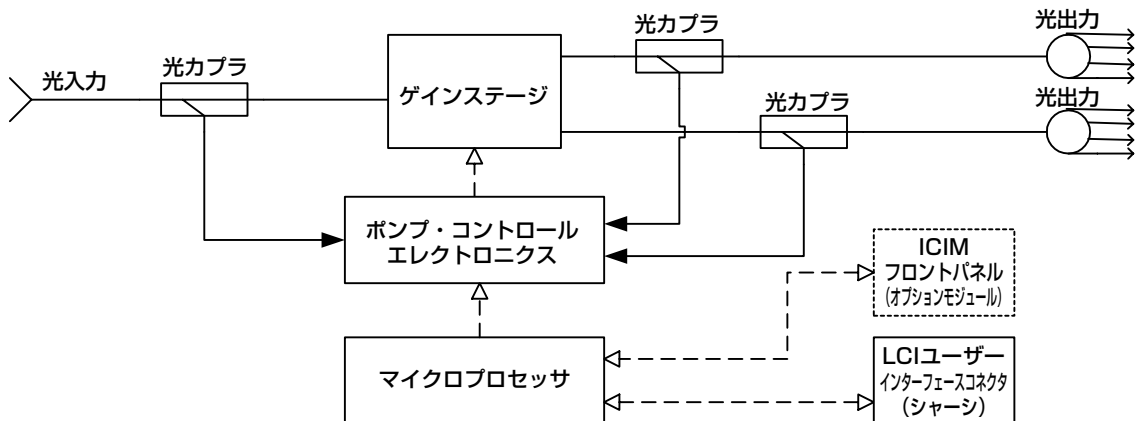 光カプラ
光出力
光入力
光カプラ
ゲインステージ
光カプラ
光出力
ポンプ・コントロール
エレクトロニクス
ICIM
フロントパネル
(オプションモジュール)
マイクロプロセッサ
LCIユーザー
インターフェースコネクタ
(シャーシ)